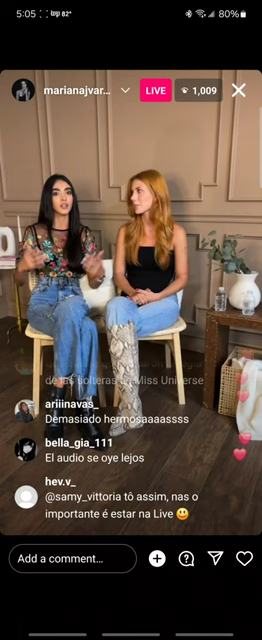 5:05
82°
80%
marianajvar...
LIVE
1,009
de las solteras de Miss Universe
ariiinavas_
Demasiado hermosaaaassss
bella_gia_111
El audio se oye lejos
hev.v_
@samy_vittoria tô assim, nas o
importante é estar na Live 😃
Add a comment...